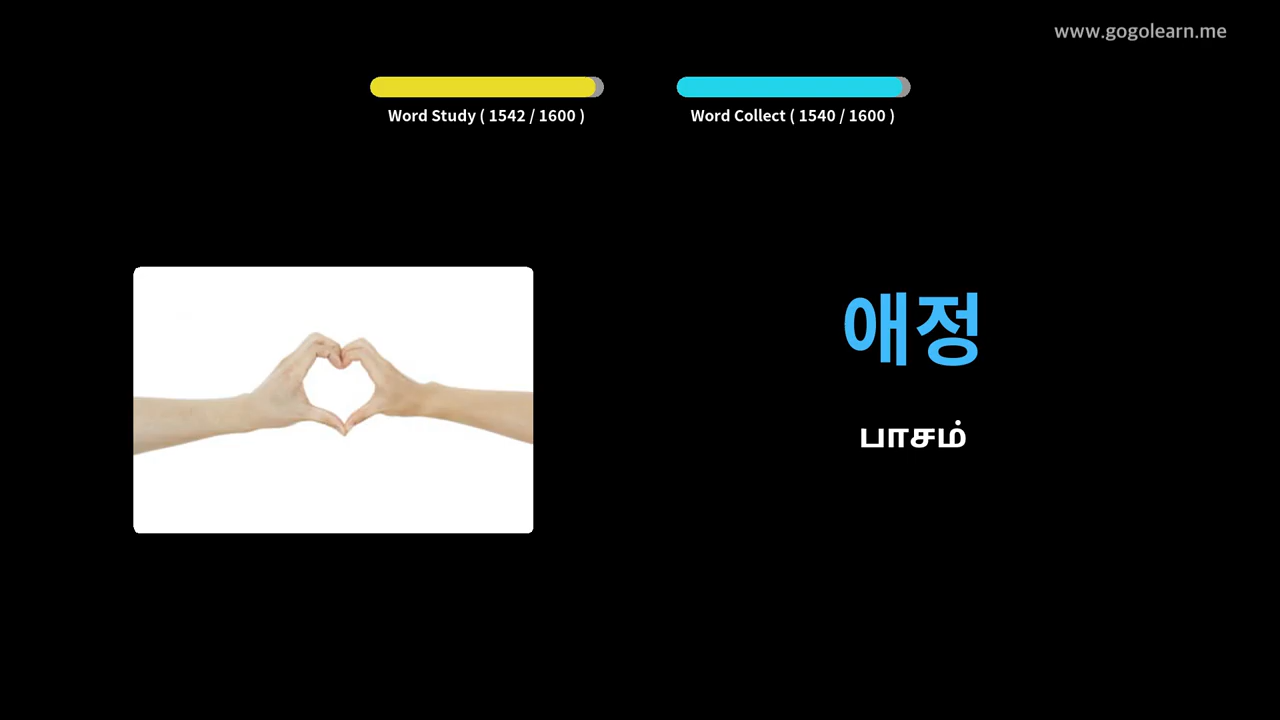 www.gogolearn.me
Word Study ( 1542 / 1600 )
Word Collect ( 1540 / 1600 )
애정
பாசம்